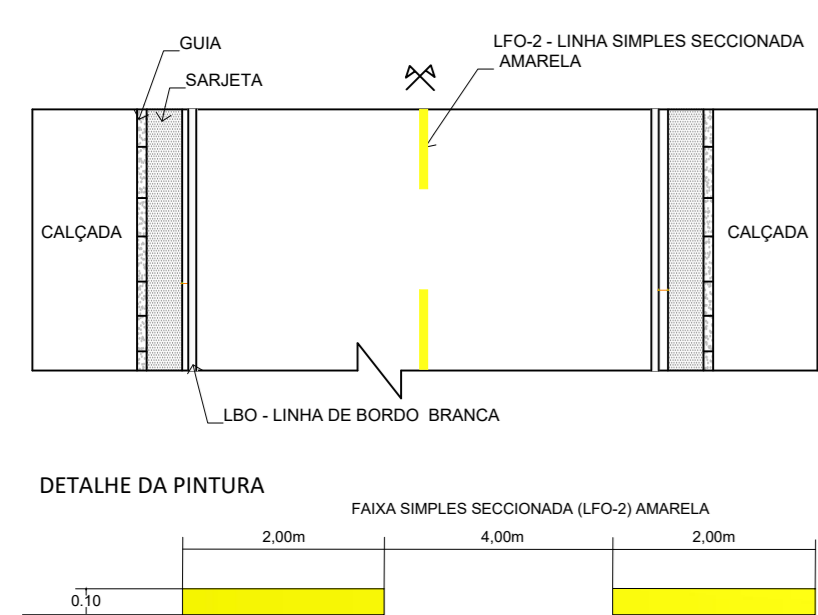 GUIA
LFO-2 - LINHA SIMPLES SECCIONADA
AMARELA
SARJETA
CALÇADA
CALÇADA
LBO - LINHA DE BORDO BRANCA
DETALHE DA PINTURA
FAIXA SIMPLES SECCIONADA (LFO-2) AMARELA
2,00m 4,00m 2,00m
0.10